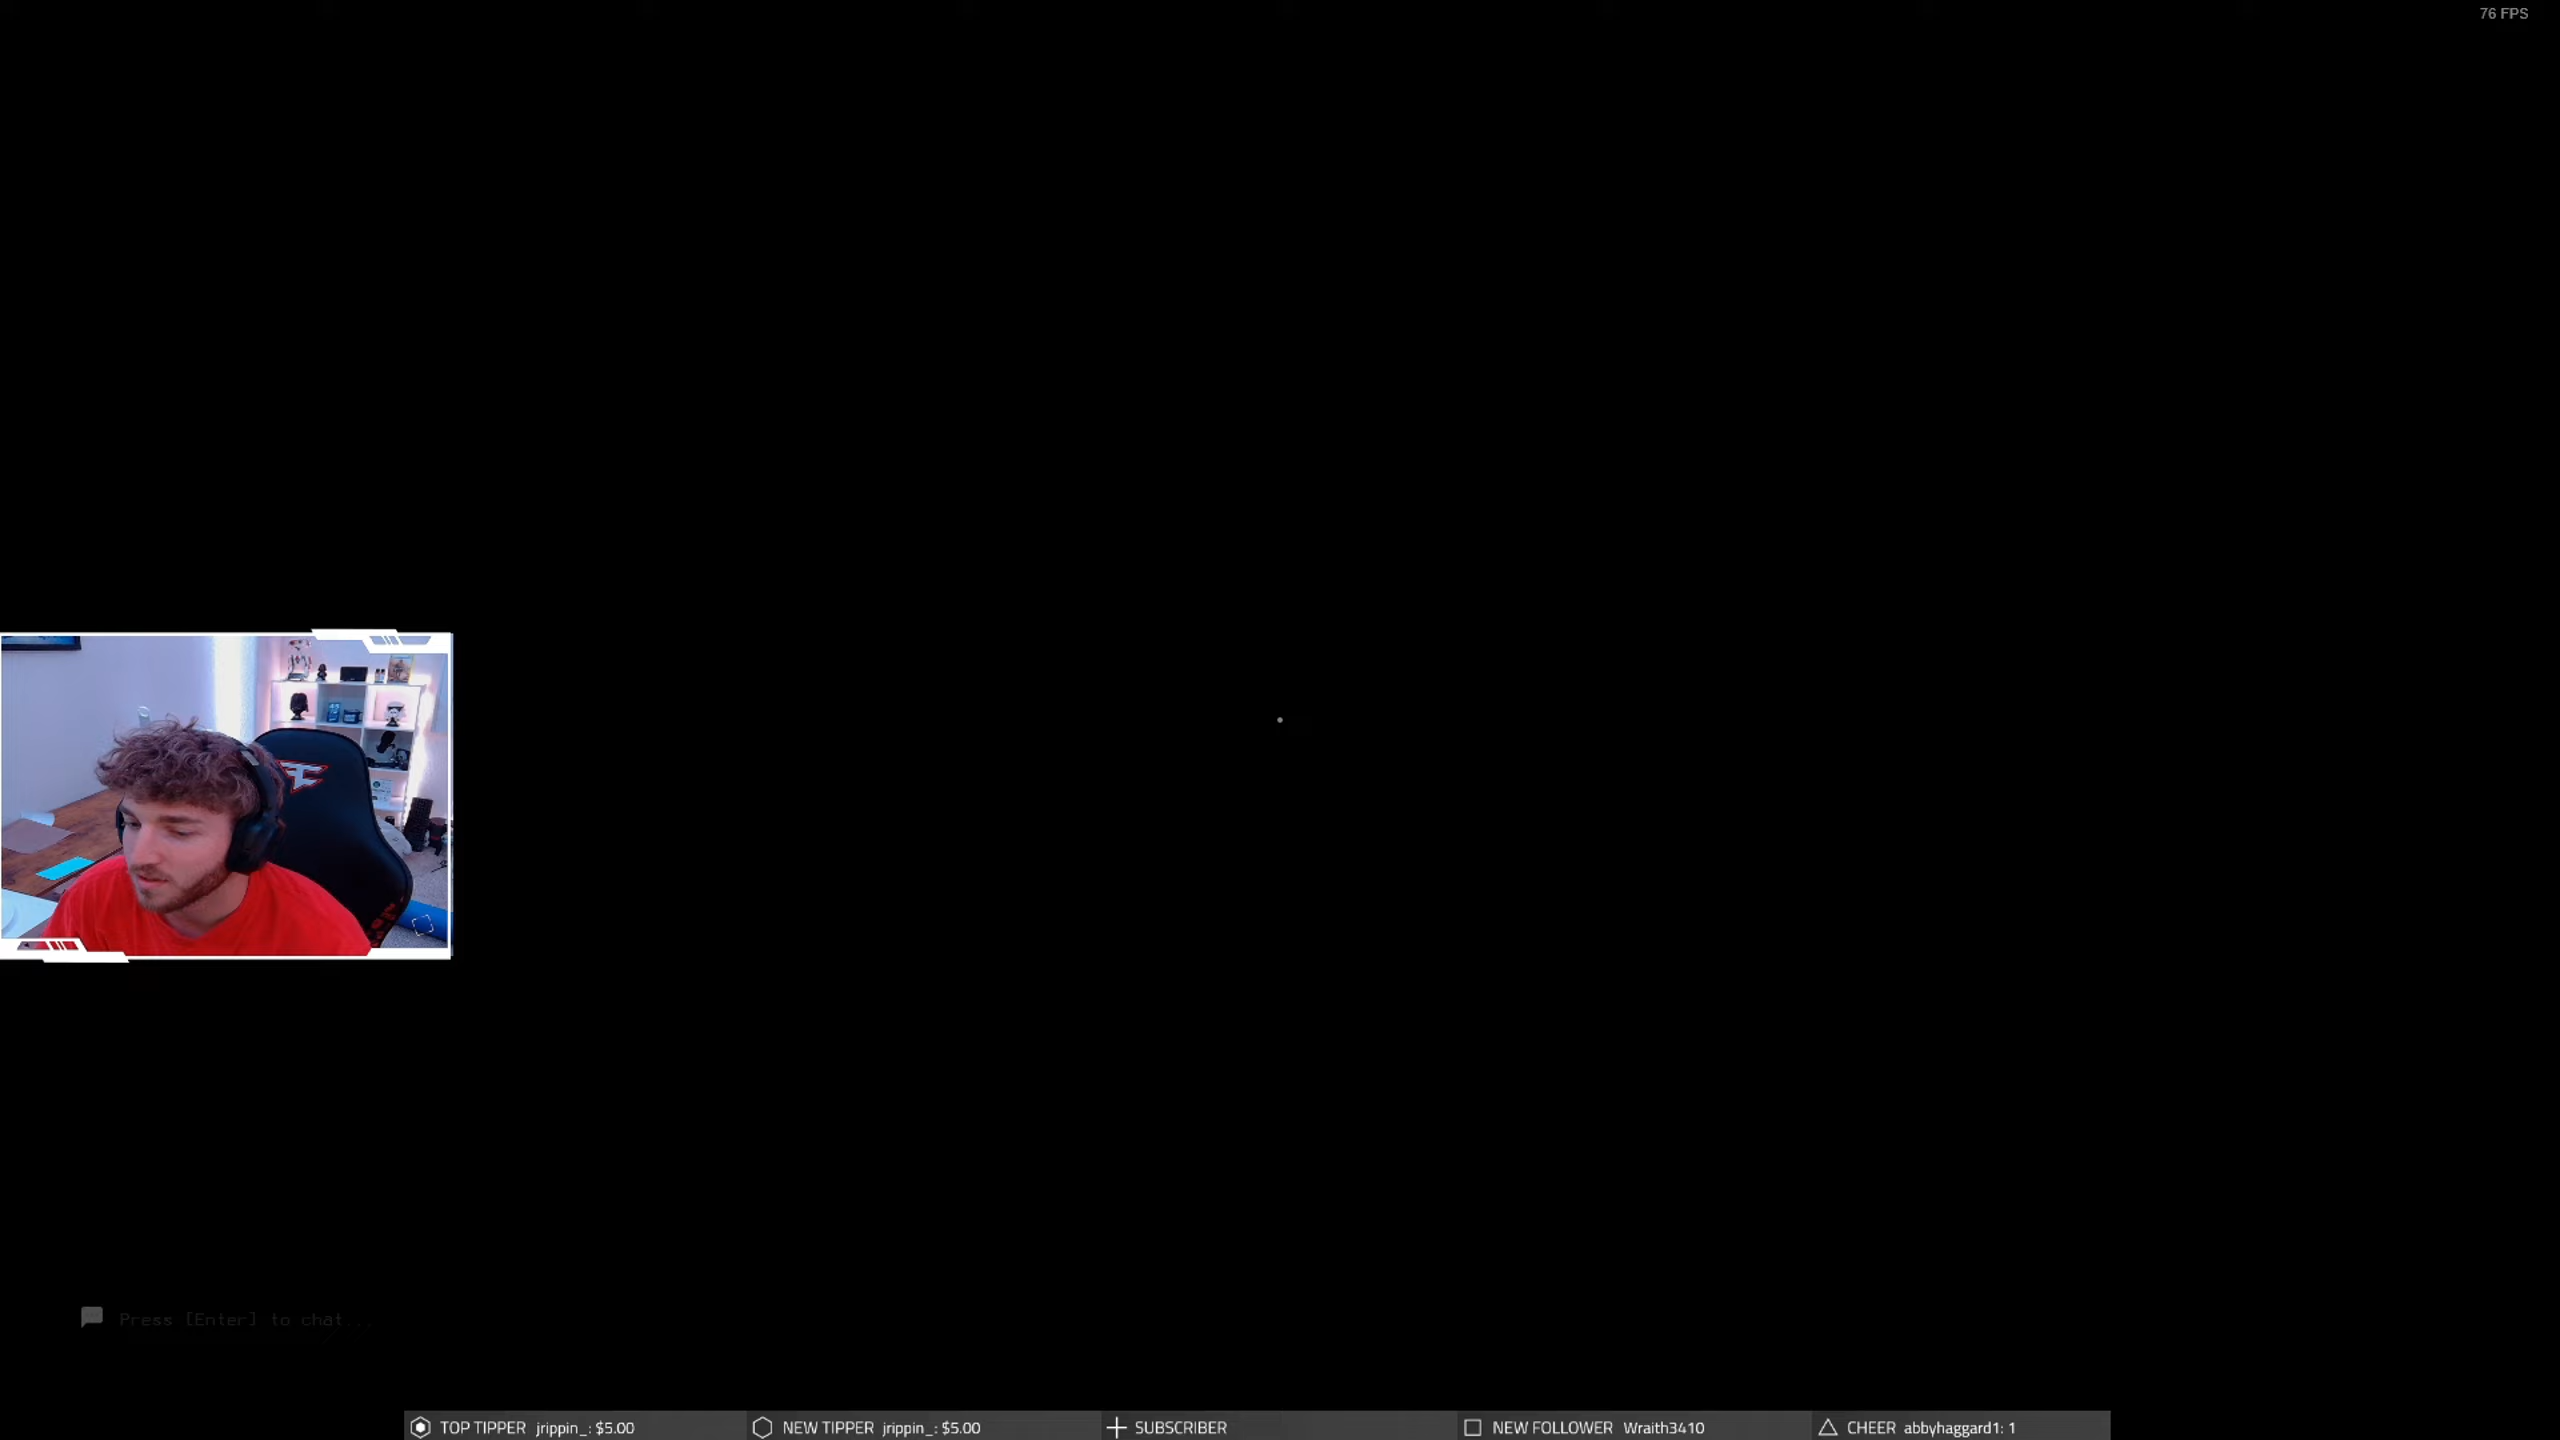 76 FPS
Press [Enter] to chat...
TOP TIPPER jrippin_: $5.00
NEW TIPPER jrippin_: $5.00
SUBSCRIBER
NEW FOLLOWER Wraith3410
CHEER abbyhaggard1: 1